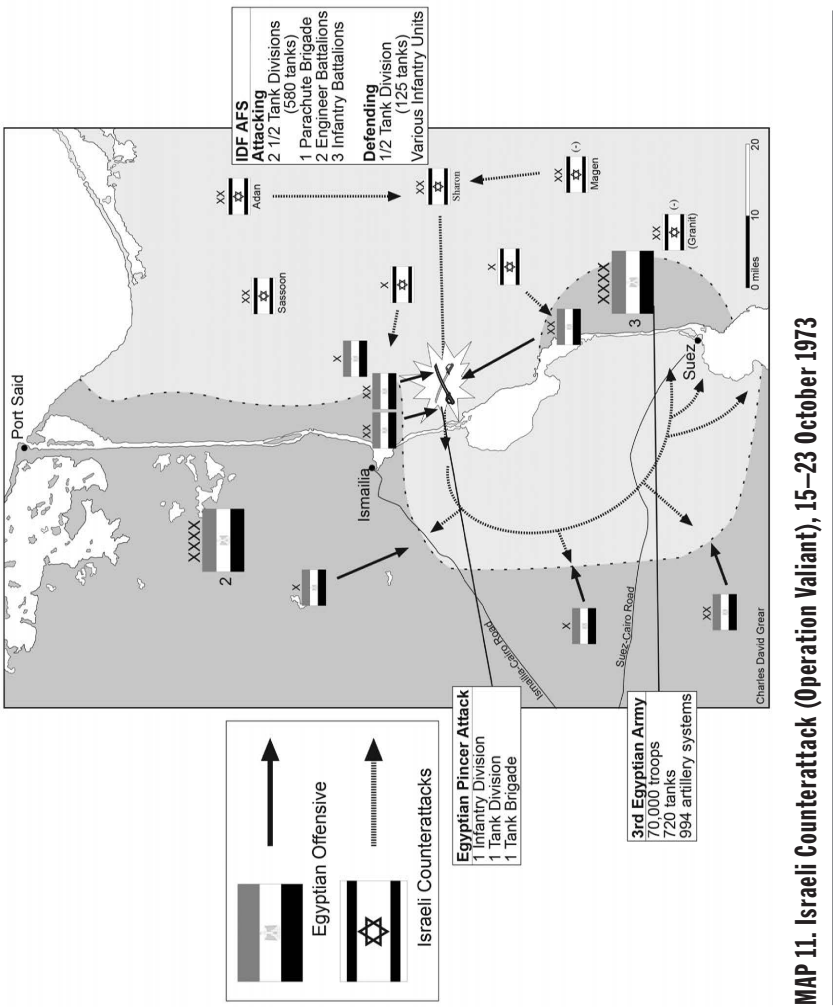 Port Said
IDF AFS
Attacking
2 1/2 Tank Divisions
(580 tanks)
1 Parachute Brigade
2 Engineer Battalions
3 Infantry Battalions
Defending
1/2 Tank Division
(125 tanks)
Various Infantry Units
XX
Adan
XX
Sassoon
XX
Sharon
XX
(-)
Magen
X
X
X
XX
XX
XX
XXXX
3
XX
(-)
(Granit)
0 miles
10
20
XXXX
2
Ismailia
Suez
X
X
XX
Ismailia-Cairo Road
Suez-Cairo Road
Charles David Grear
Egyptian Offensive
Israeli Counterattacks
Egyptian Pincer Attack
1 Infantry Division
1 Tank Division
1 Tank Brigade
3rd Egyptian Army
70,000 troops
720 tanks
994 artillery systems
MAP 11. Israeli Counterattack (Operation Valiant), 15–23 October 1973